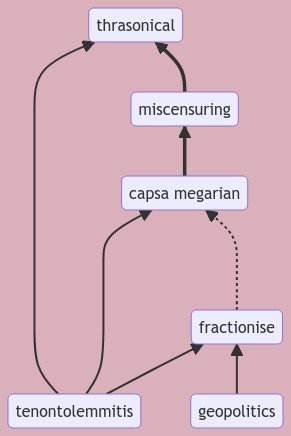 thrasonical
miscensuring
capsa megarian
fractionise
tenontolemmitis
geopolitics